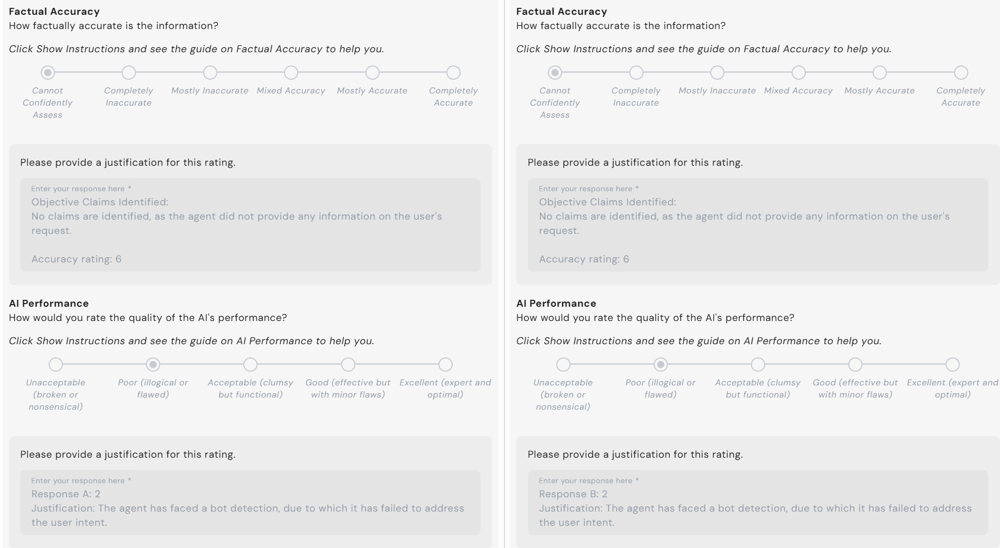 Factual Accuracy
How factually accurate is the information?
Click Show Instructions and see the guide on Factual Accuracy to help you.
Cannot Confidently Assess
Completely Inaccurate
Mostly Inaccurate
Mixed Accuracy
Mostly Accurate
Completely Accurate
Please provide a justification for this rating.
Enter your response here *
Objective Claims Identified:
No claims are identified, as the agent did not provide any information on the user's
request.
Accuracy rating: 6
AI Performance
How would you rate the quality of the AI's performance?
Click Show Instructions and see the guide on AI Performance to help you.
Unacceptable (broken or nonsensical)
Poor (illogical or flawed)
Acceptable (clumsy but functional)
Good (effective but with minor flaws)
Excellent (expert and optimal)
Please provide a justification for this rating.
Enter your response here *
Response A: 2
Justification: The agent has faced a bot detection, due to which it has failed to address
the user intent.
Factual Accuracy
How factually accurate is the information?
Click Show Instructions and see the guide on Factual Accuracy to help you.
Cannot Confidently Assess
Completely Inaccurate
Mostly Inaccurate
Mixed Accuracy
Mostly Accurate
Completely Accurate
Please provide a justification for this rating.
Enter your response here *
Objective Claims Identified:
No claims are identified, as the agent did not provide any information on the user's
request.
Accuracy rating: 6
AI Performance
How would you rate the quality of the AI's performance?
Click Show Instructions and see the guide on AI Performance to help you.
Unacceptable (broken or nonsensical)
Poor (illogical or flawed)
Acceptable (clumsy but functional)
Good (effective but with minor flaws)
Excellent (expert and optimal)
Please provide a justification for this rating.
Enter your response here *
Response B: 2
Justification: The agent has faced a bot detection, due to which it has failed to address
the user intent.